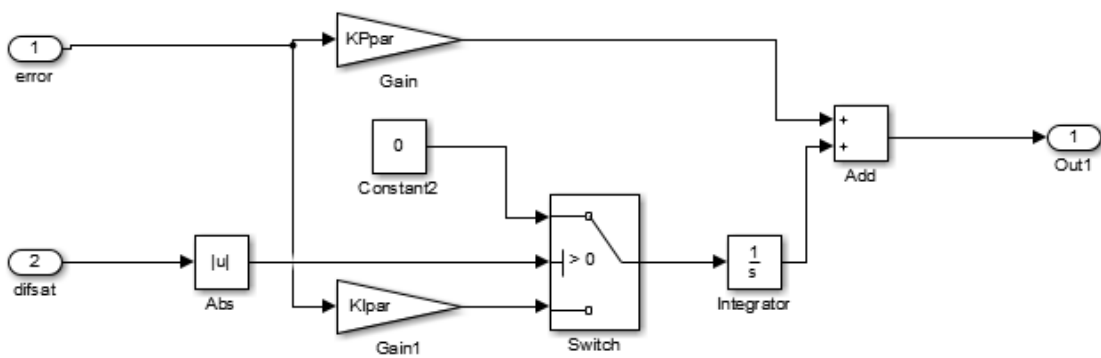 1
error
KPpar
Gain
0
Constant2
+
+
Add
1
Out1
2
difsat
|u|
Abs
> 0
Switch
1
s
Integrator
KIpar
Gain1